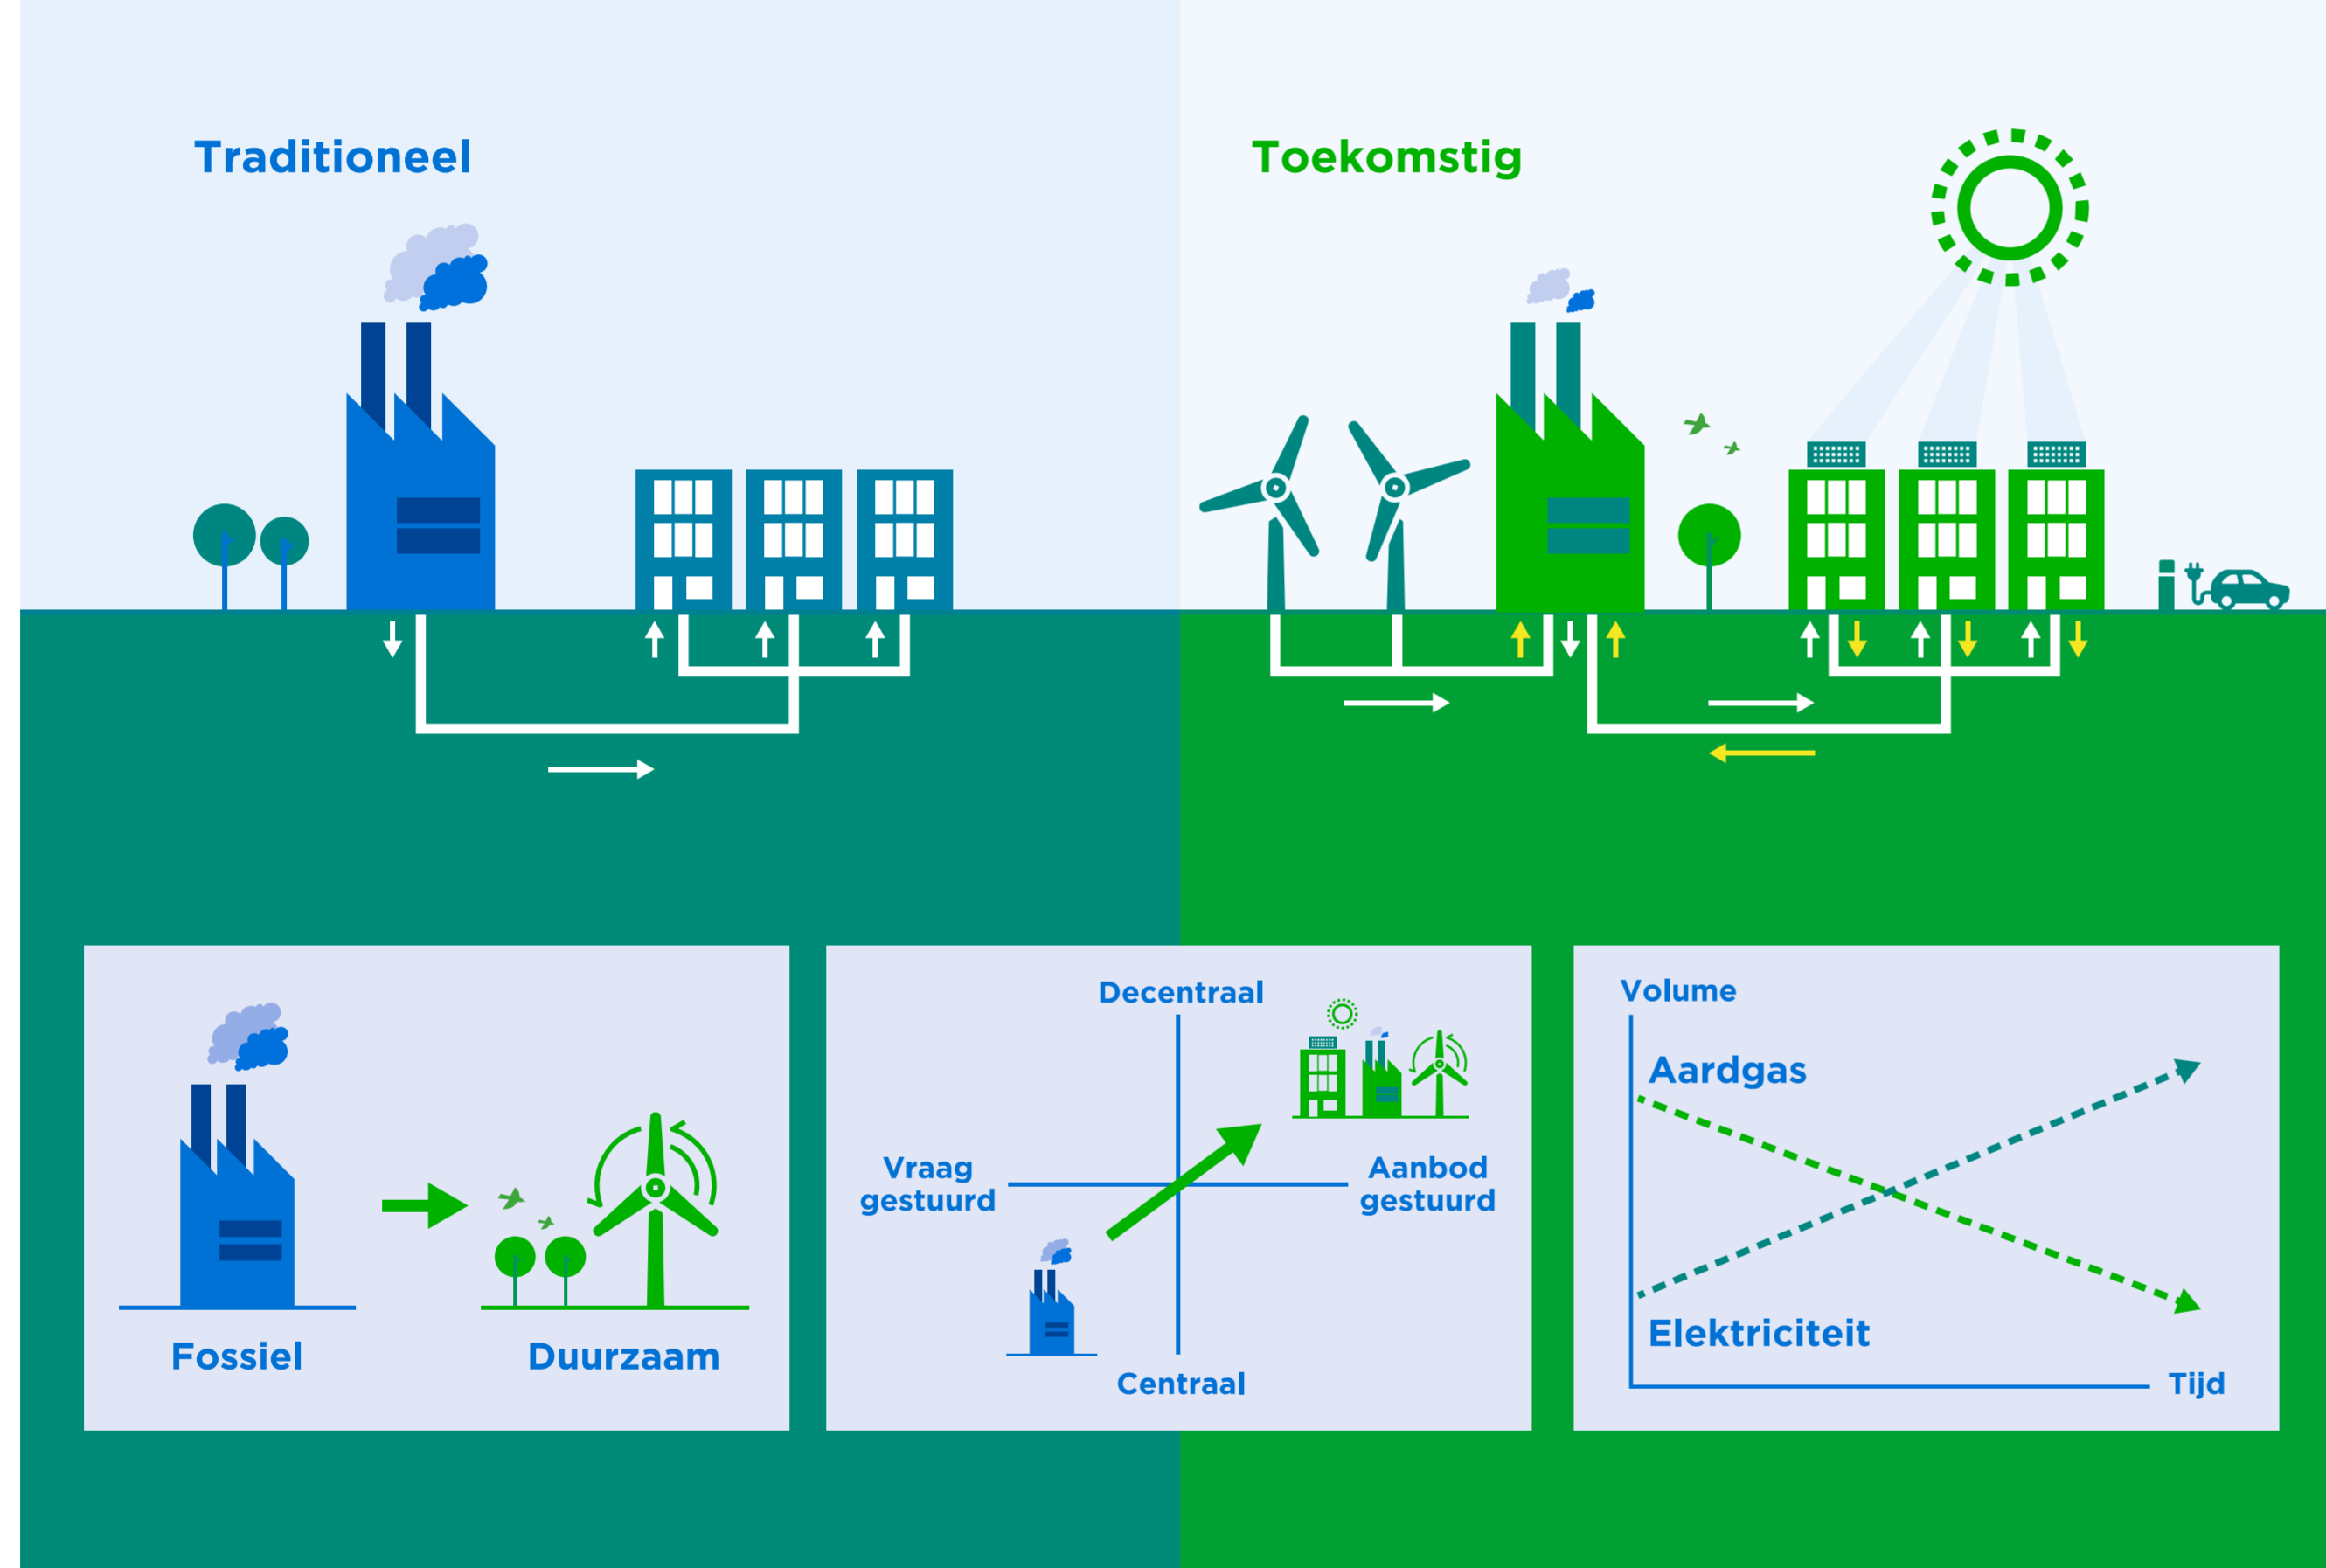 Traditioneel
Toekomstig
Fossiel
Duurzaam
Decentraal
Vraag
gestuurd
Aanbod
gestuurd
Centraal
Volume
Aardgas
Elektriciteit
Tijd